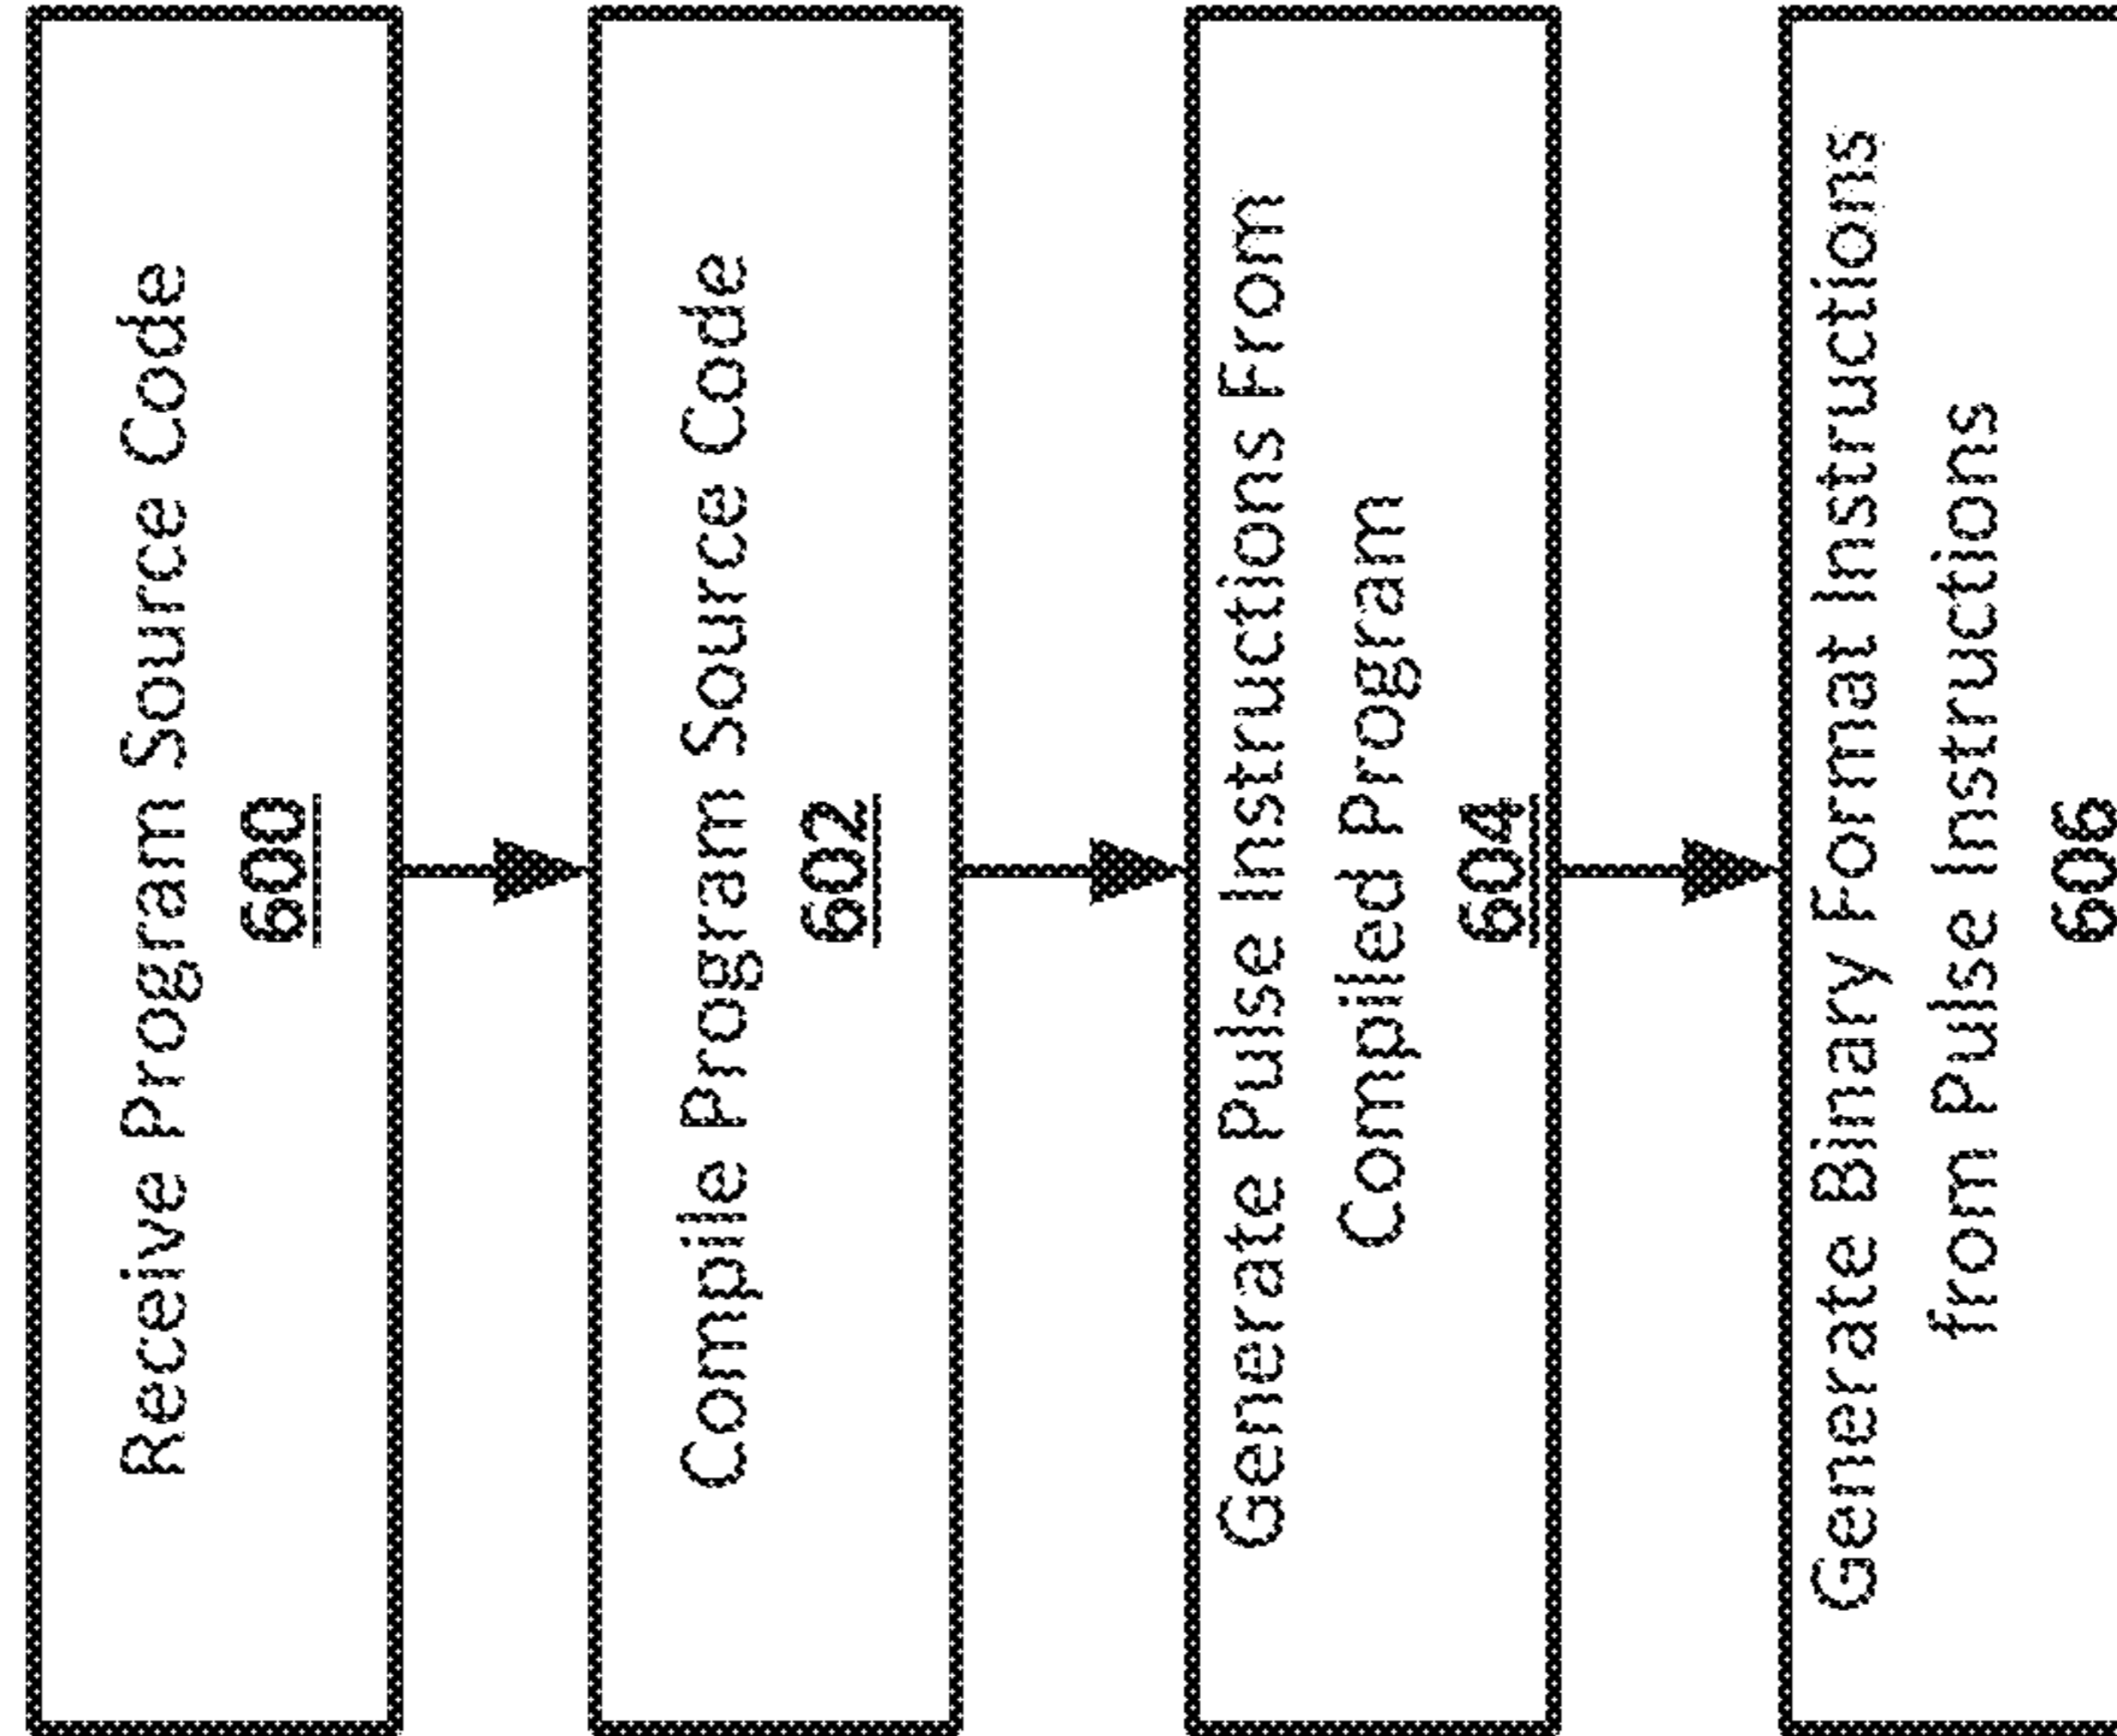 Receive Program Source Code
600
Compile Program Source Code
602
Generate Pulse Instructions From
Compiled Program
604
Generate Binary Format Instructions
from Pulse Instructions
606